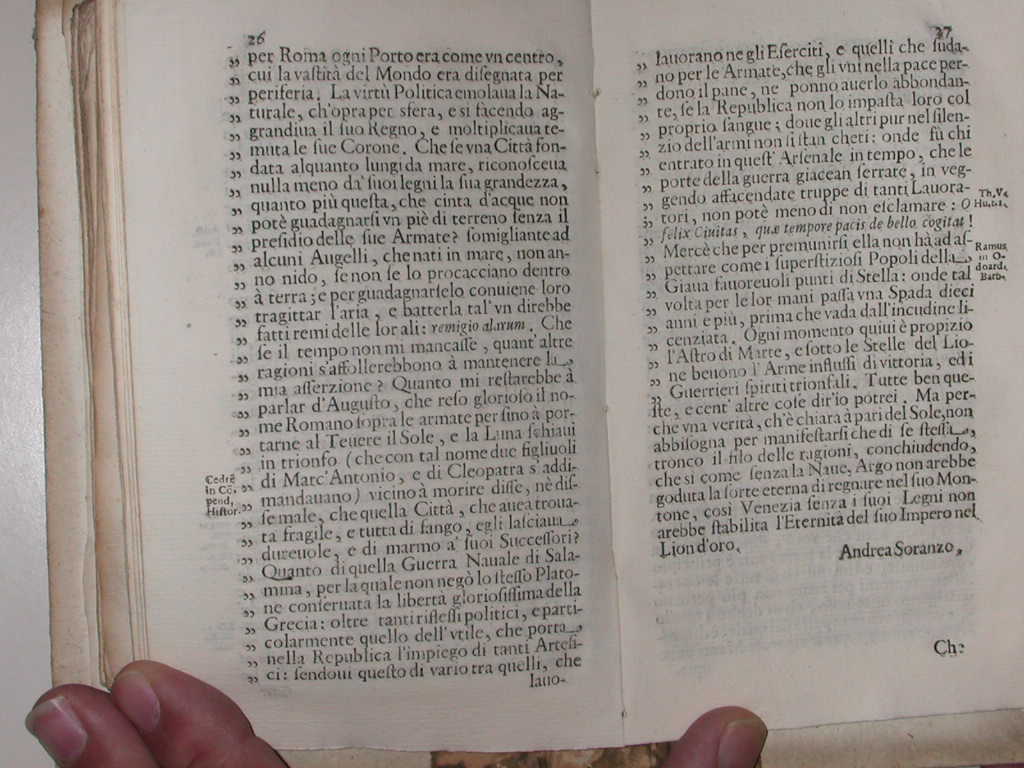 26
„ per Roma ogni Porto era come vn centro,
„ cui la vastità del Mondo era disegnata per
„ periferia. La virtù Politica emolaua la Na-
„ turale, ch'opra per sfera, e si facendo ag-
„ grandiua il suo Regno, e moltiplicaua te-
„ muta le sue Corone. Che se vna Città fon-
„ data alquanto lungi da mare, riconosceua
„ nulla meno da' suoi legni la sua grandezza,
„ quanto più questa, che cinta d'acque non
„ potè guadagnarsi vn piè di terreno senza il
„ presidio delle sue Armate? somigliante ad
„ alcuni Augelli, che nati in mare, non an-
„ no nido, se non se lo procacciano dentro
„ à terra; e per guadagnarselo conuiene loro
„ tragittar l'aria, e batterla tal'vn direbbe
„ fatti remi delle lor ali: remigio alarum. Che
„ se il tempo non mi mancasse, quant'altre
„ ragioni s'affollerebbono à mantenere la
„ mia asserzione? Quanto mi restarebbe à
„ parlar d'Augusto, che reso glorioso il no-
„ me Romano sopra le armate per sino à por-
„ tarne al Teuere il Sole, e la Luna schiaui
„ in trionfo (che con tal nome due figliuoli
„ di Marc'Antonio, e di Cleopatra s'addi-
„ mandauano) vicino à morire disse, nè dis-
„ se male, che quella Città, che auea troua-
„ ta fragile, e tutta di fango, egli lasciaua
„ dureuole, e di marmo a' suoi Successori?
„ Quanto di quella Guerra Nauale di Sala-
„ mina, per la quale non negò lo stesso Plato-
„ ne conseruata la libertà gloriosissima della
„ Grecia: oltre tanti riflessi politici, e parti-
„ colarmente quello dell'vtile, che porta
„ nella Republica l'impiego di tanti Artefi-
„ ci: sendoui questo di vario tra quelli, che
lauo-
Cedrẽ
in Cõ,
pend,
Histor.
27
„ lauorano ne gli Eserciti, e quelli che suda-
„ no per le Armate, che gli vni nella pace per-
„ dono il pane, ne ponno auerlo abbondan-
„ te, se la Republica non lo impasta loro col
„ proprio sangue; doue gli altri pur nel silen-
„ zio dell'armi non si stan cheti: onde fù chi
„ entrato in quest'Arsenale in tempo, che le
„ porte della guerra giacean serrate, in veg-
„ gendo affacendate truppe di tanti Lauora-
„ tori, non potè meno di non esclamare: O
„ felix Ciuitas, quæ tempore pacis de bello cogitat!
„ Mercè che per premunirsi ella non hà ad as-
„ pettare come i superstiziosi Popoli della
„ Giaua fauoreuoli punti di Stella: onde tal
„ volta per le lor mani passa vna Spada dieci
„ anni e più, prima che vada dall'incudine li-
„ cenziata. Ogni momento quiui è propizio
„ l'Astro di Marte, e sotto le Stelle del Lio-
„ ne beuono l'Arme influssi di vittoria, ed i
„ Guerrieri spiriti trionfali. Tutte ben que-
ste, e cent'altre cose dir'io potrei. Ma per-
che vna verità, ch'è chiara à pari del Sole, non
abbisogna per manifestarsi che di se stessa,
tronco il filo delle ragioni, conchiudendo,
che si come senza la Naue, Argo non arebbe
goduta la sorte eterna di regnare nel suo Mon-
tone, così Venezia senza i suoi Legni non
arebbe stabilita l'Eternità del suo Impero nel
Lion d'oro.
Andrea Soranzo.
Th.Ve
Ramus
in O-
doard.
Barb.
Che